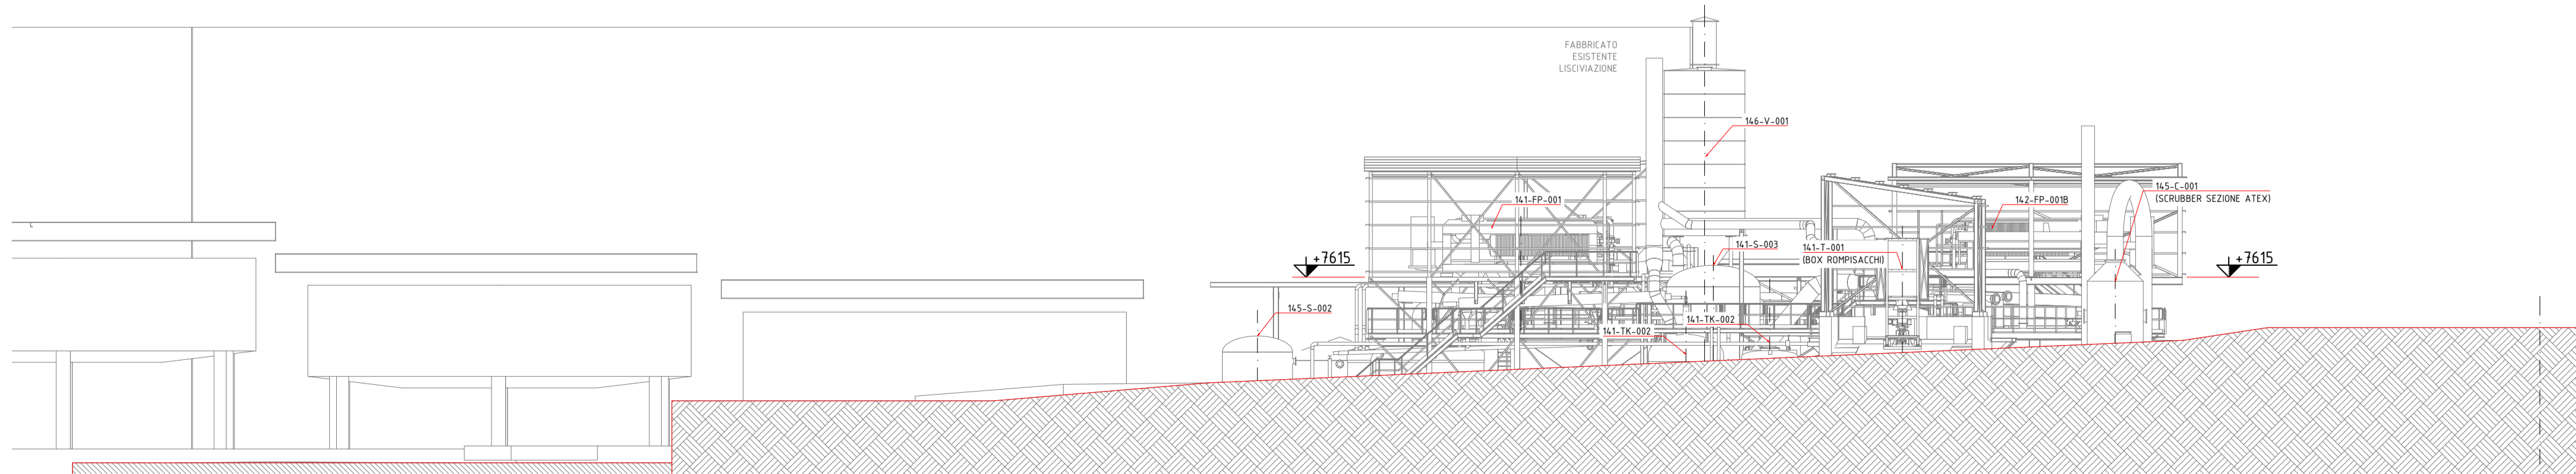 FABBRICATO
ESISTENTE
LISCIVIAZIONE
146-V-001
145-C-001
(SCRUBBER SEZIONE ATEX)
141-FP-001
142-FP-001B
141-S-003
141-T-001
(BOX ROMPISACCHI)
+7615
+7615
145-S-002
141-TK-002
141-TK-002